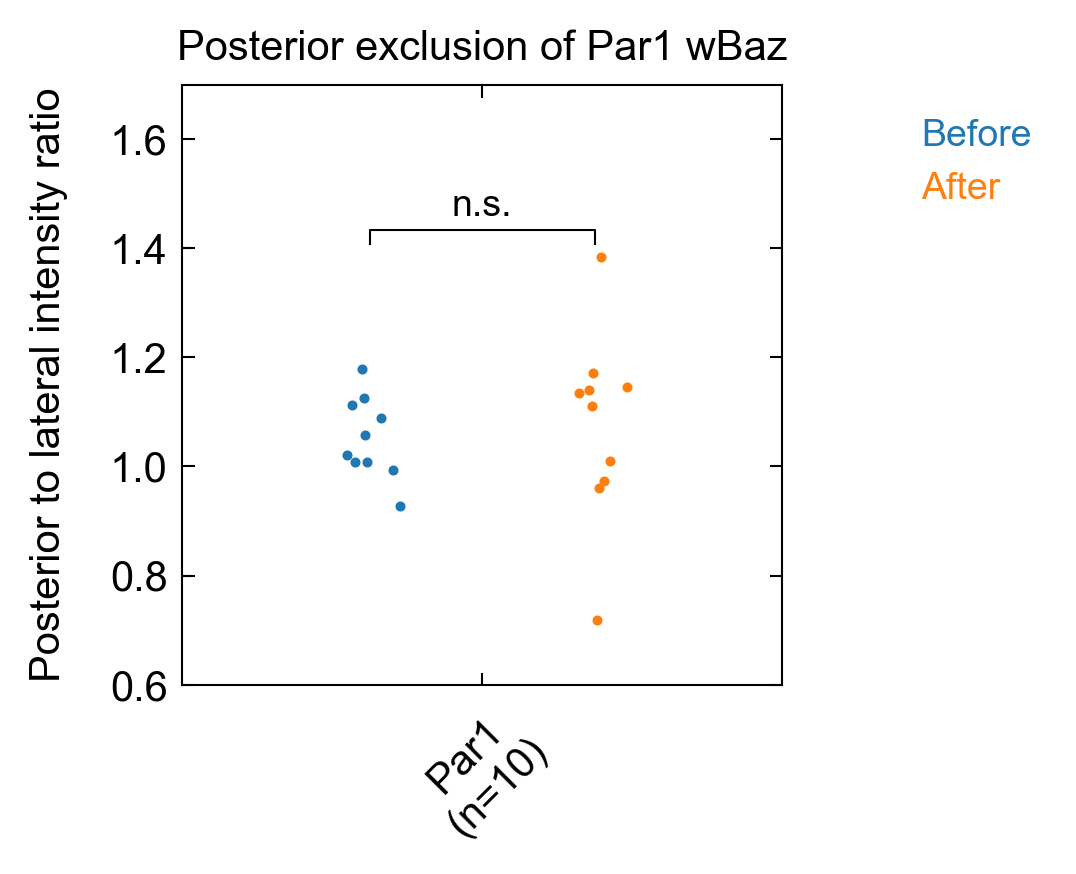 Posterior exclusion of Par1 wBaz
Posterior to lateral intensity ratio
1.6
1.4
1.2
1.0
0.8
0.6
n.s.
Before
After
Par1
(n=10)